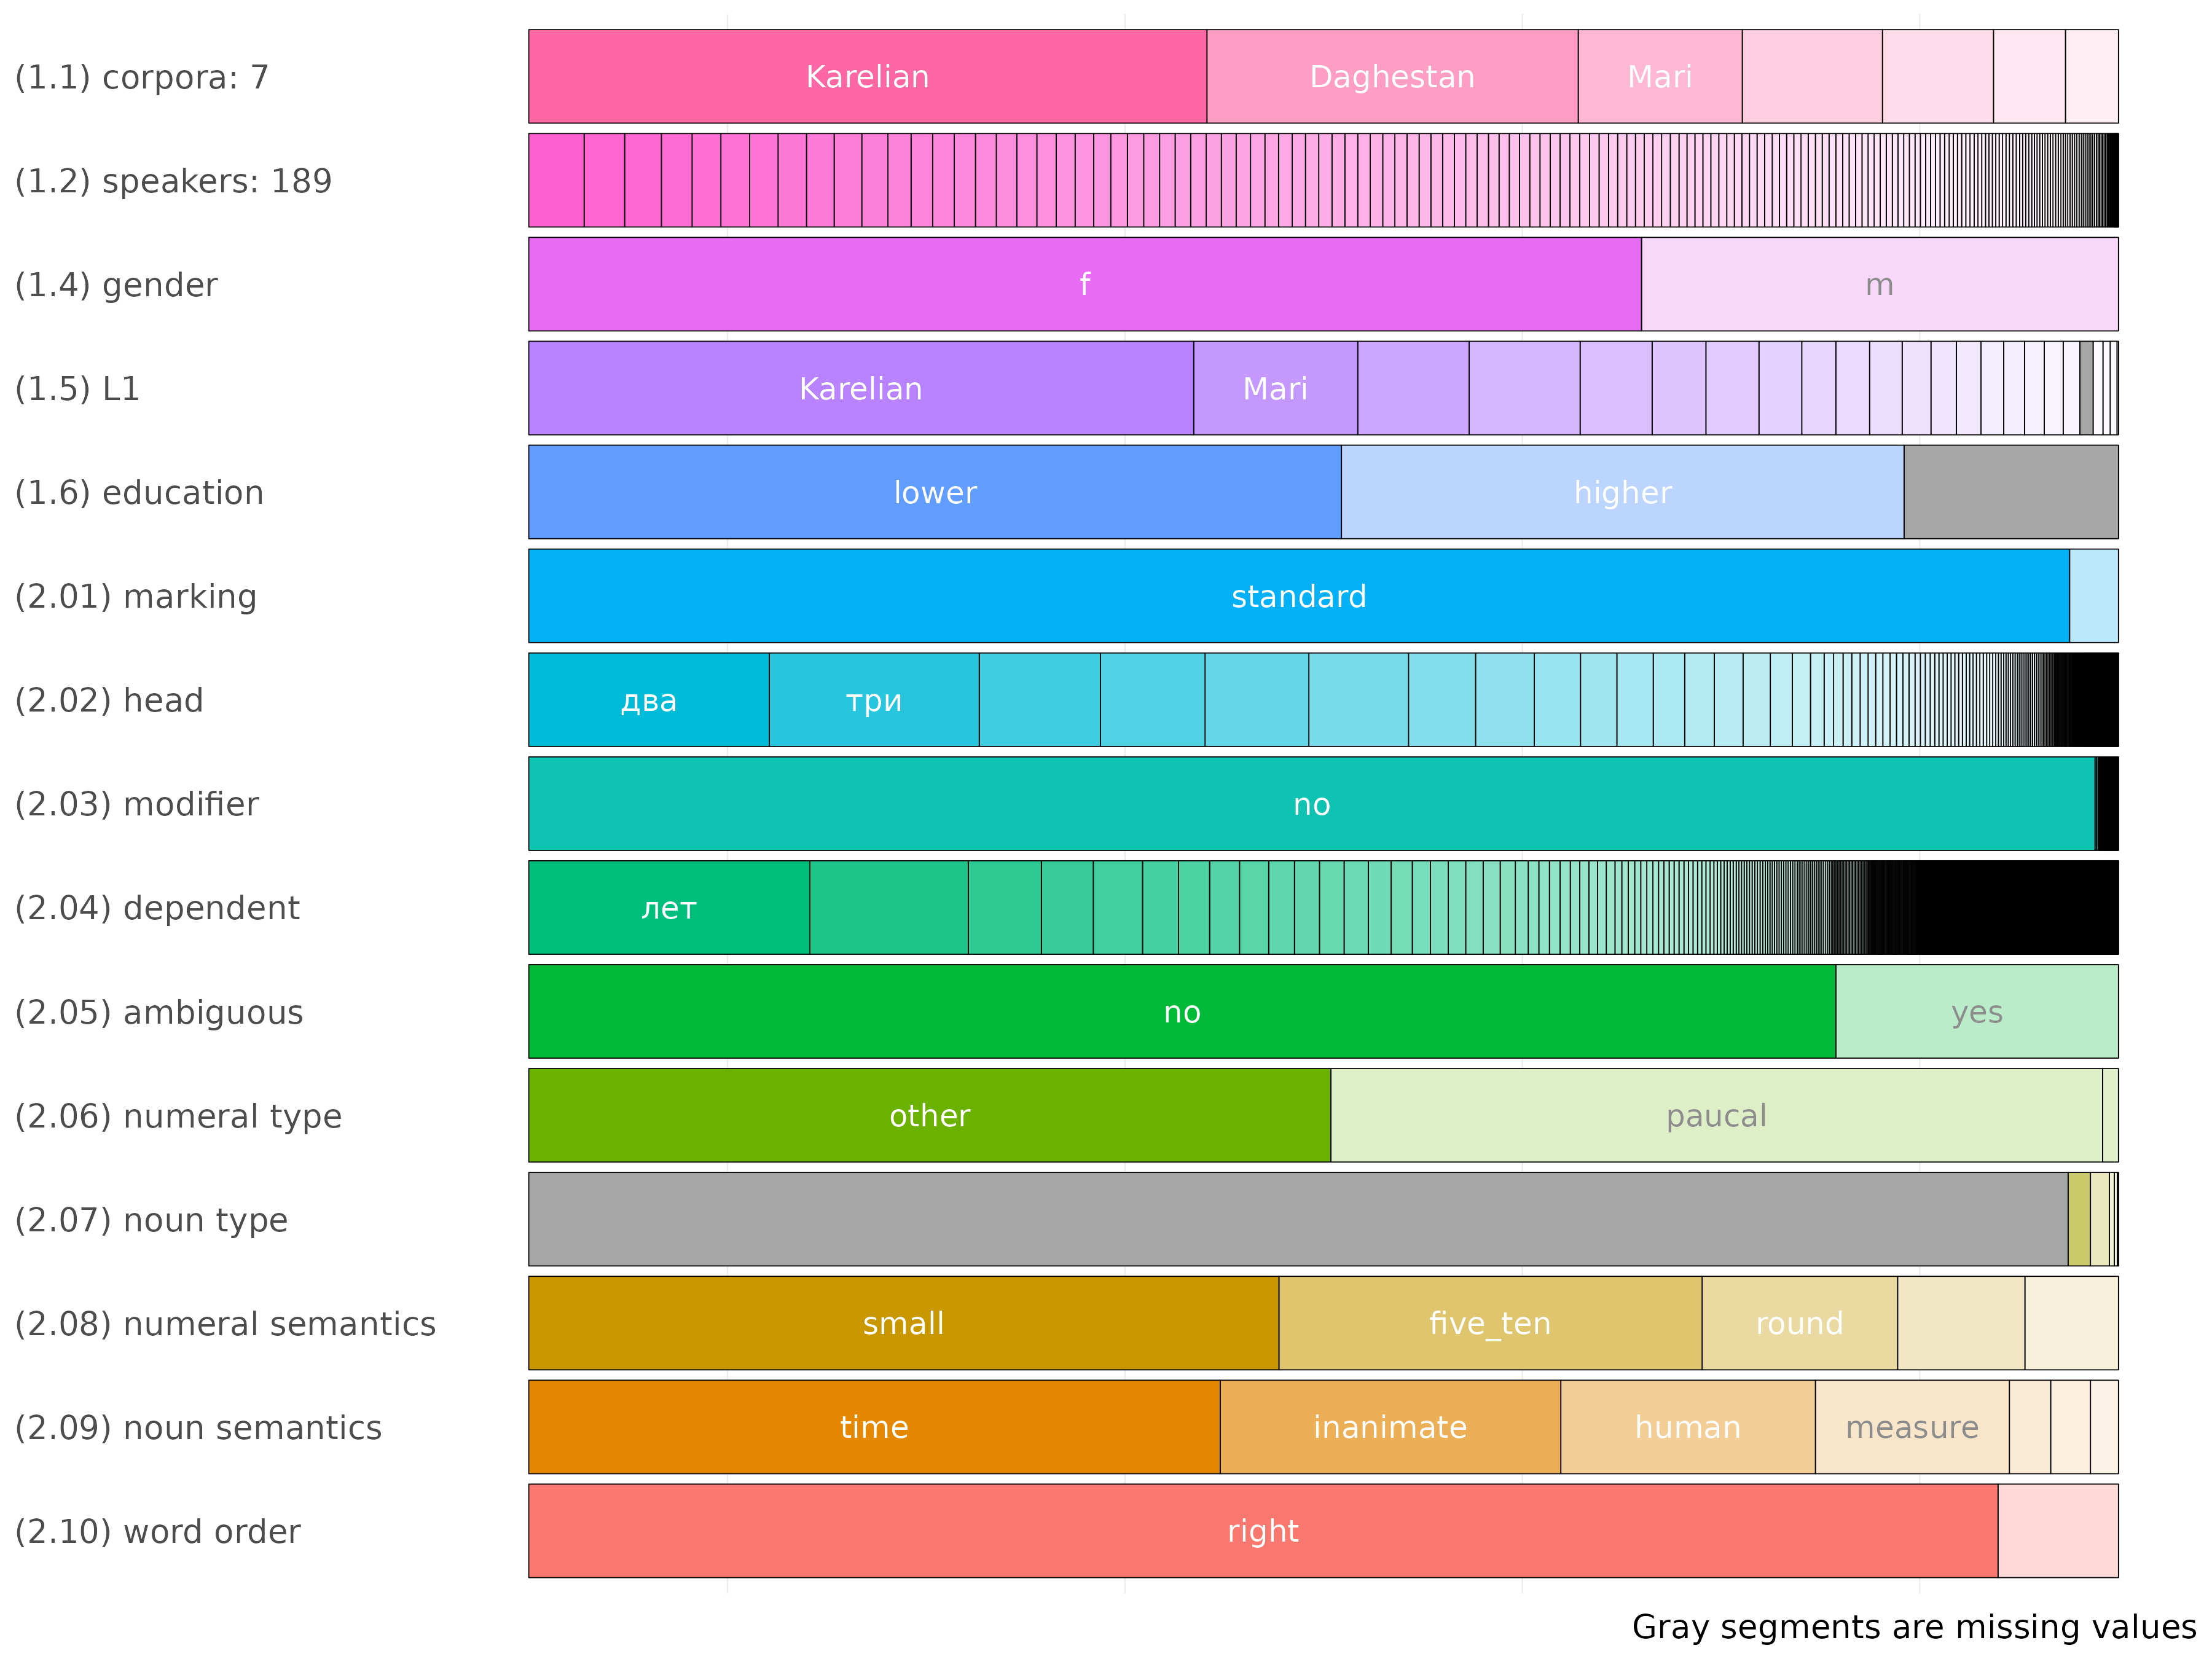 (1.1) corpora: 7 Karelian Daghestan Mari
(1.2) speakers: 189
(1.4) gender f m
(1.5) L1 Karelian Mari
(1.6) education lower higher
(2.01) marking standard
(2.02) head два три
(2.03) modifier no
(2.04) dependent лет
(2.05) ambiguous no yes
(2.06) numeral type other paucal
(2.07) noun type
(2.08) numeral semantics small five_ten round
(2.09) noun semantics time inanimate human measure
(2.10) word order right
Gray segments are missing values